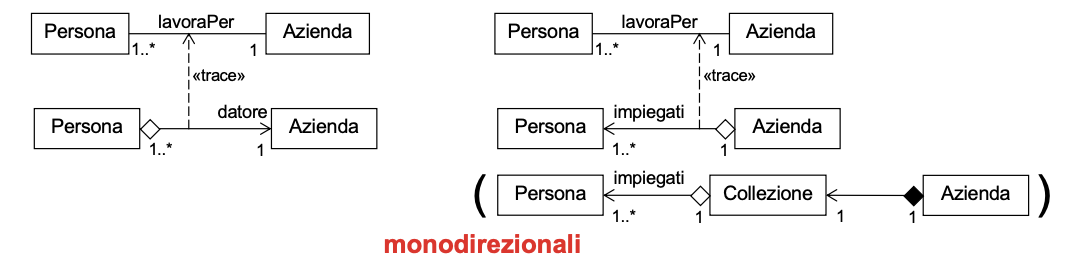 lavoraPer
Persona Azienda
1..* 1
«trace»
datore
Persona Azienda
1..* 1
lavoraPer
Persona Azienda
1..* 1
«trace»
impiegati
Persona Azienda
1..* 1
impiegati
( Persona Collezione Azienda )
1..* 1 1 1
monodirezionali